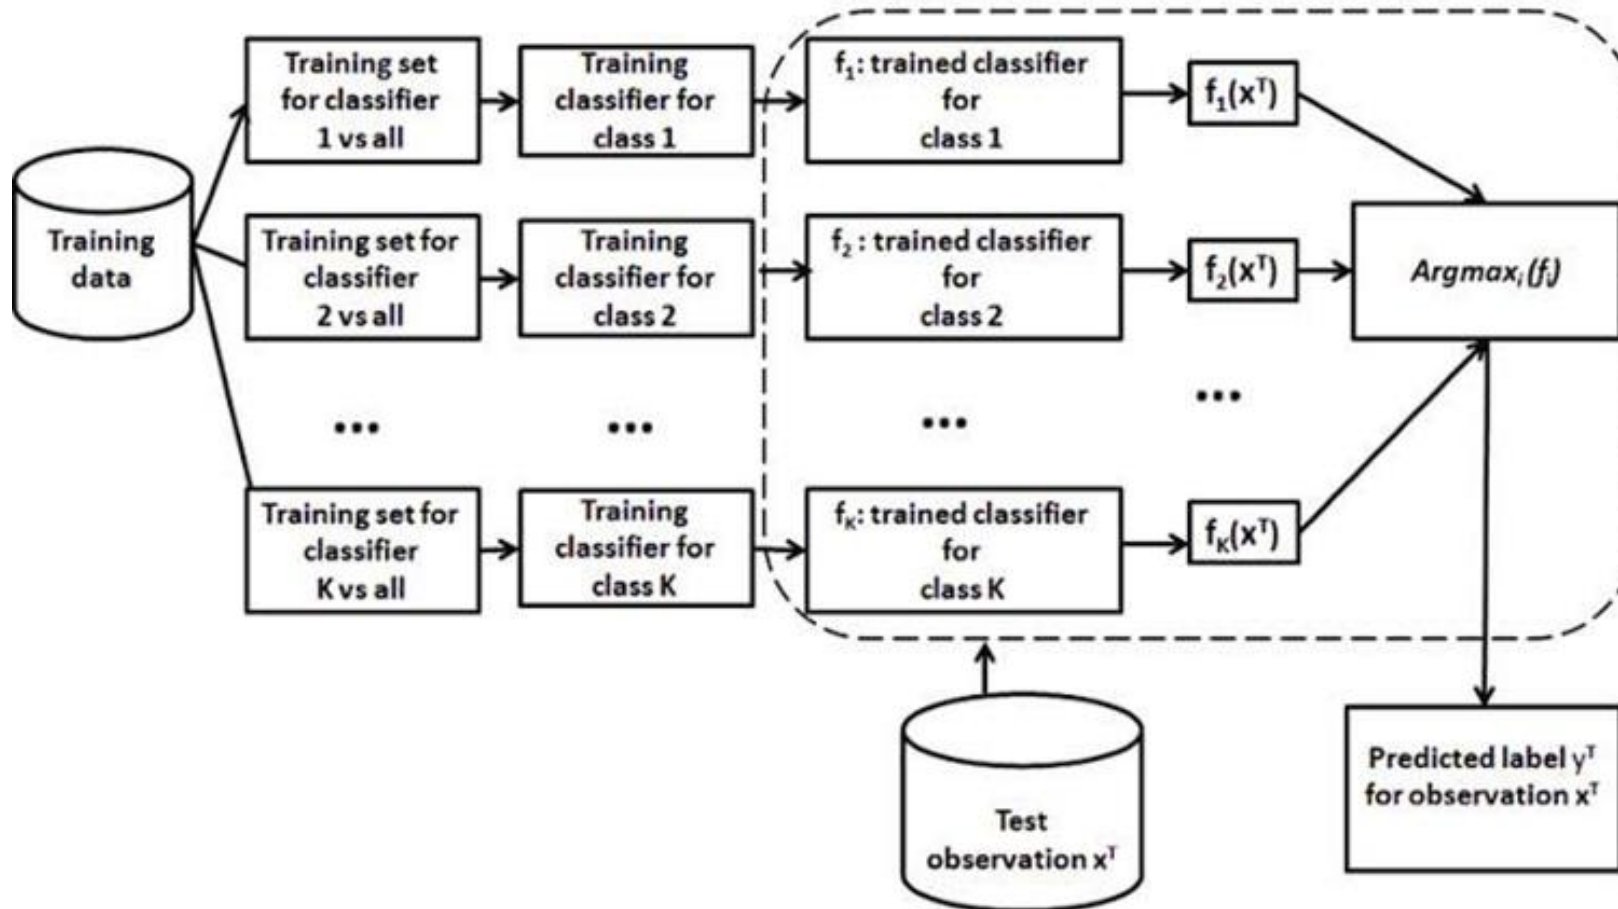 Training set
for classifier
1 vs all
Training
classifier for
class 1
f₁: trained classifier
for
class 1
f₁(xᵀ)
Training
data
Training set for
classifier
2 vs all
Training
classifier for
class 2
f₂ : trained classifier
for
class 2
f₂(xᵀ)
Argmaxᵢ (fᵢ)
...
...
...
...
Training set for
classifier
K vs all
Training
classifier for
class K
f_K: trained classifier
for
class K
f_K(xᵀ)
Test
observation xᵀ
Predicted label yᵀ
for observation xᵀ